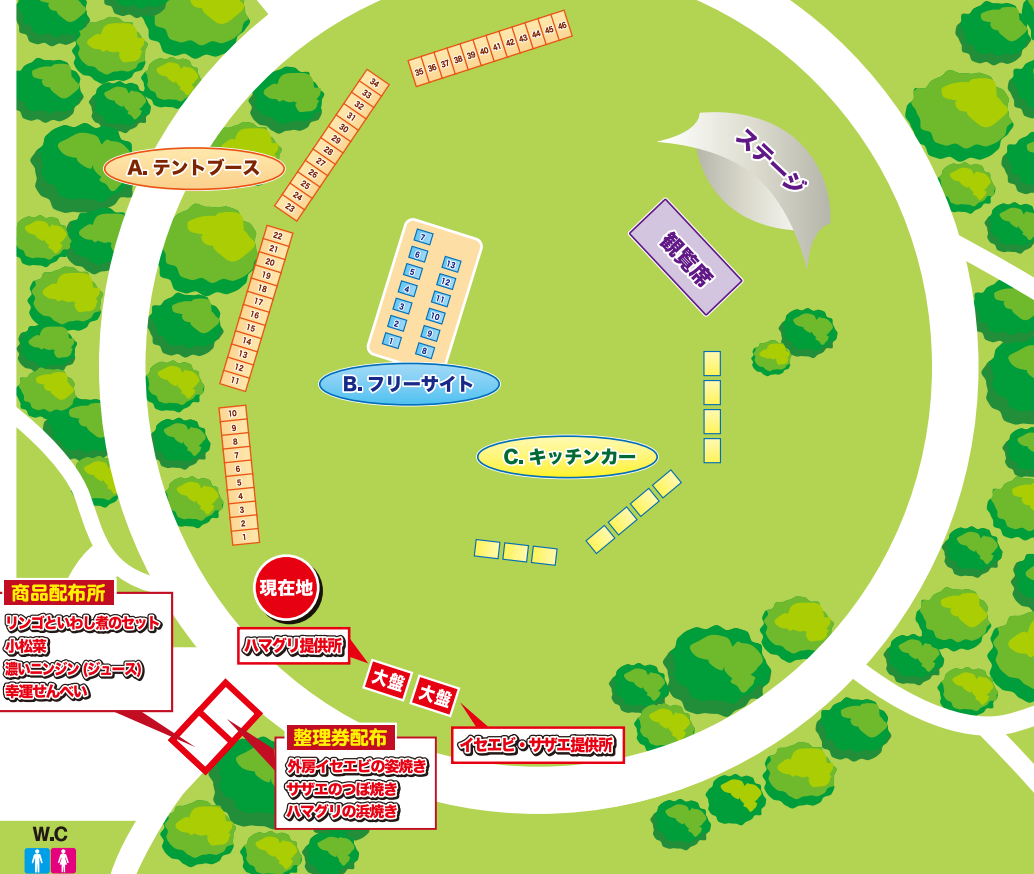 35 36 37 38 39 40 41 42 43 44 45 46
34
33
32
31
30
29
28
27
26
25
24
23
A. テントブース
ステージ
観覧席
22
21
20
19
18
17
16
15
14
13
12
11
7
6
5
4
3
2
1
13
12
11
10
9
8
B. フリーサイト
10
9
8
7
6
5
4
3
2
1
C. キッチンカー
現在地
商品配布所
リンゴといわし煮のセット
小松菜
濃いニンジン (ジュース)
幸運せんべい
ハマグリ提供所
大盤
大盤
イセエビ・サザエ提供所
整理券配布
外房イセエビの姿焼き
サザエのつぼ焼き
ハマグリの浜焼き
W.C